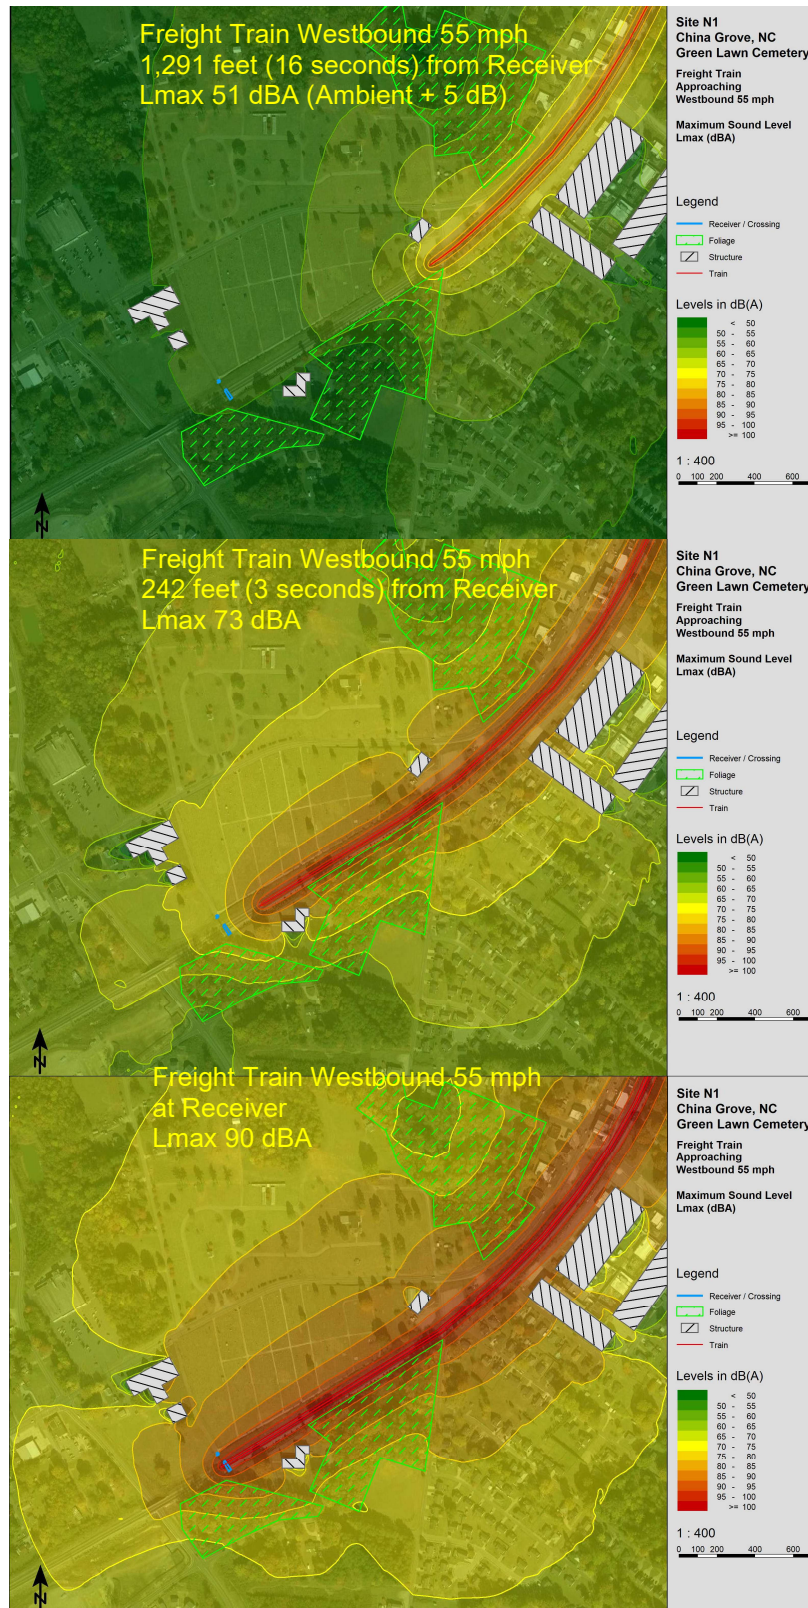 Freight Train Westbound 55 mph
1,291 feet (16 seconds) from Receiver
Lmax 51 dBA (Ambient + 5 dB)
Site N1
China Grove, NC
Green Lawn Cemetery
Freight Train
Approaching
Westbound 55 mph
Maximum Sound Level
Lmax (dBA)
Legend
Receiver / Crossing
Foliage
Structure
Train
Levels in dB(A)
< 50
50 - 55
55 - 60
60 - 65
65 - 70
70 - 75
75 - 80
80 - 85
85 - 90
90 - 95
95 - 100
>= 100
1 : 400
0 100 200 400 600
N
Freight Train Westbound 55 mph
242 feet (3 seconds) from Receiver
Lmax 73 dBA
Site N1
China Grove, NC
Green Lawn Cemetery
Freight Train
Approaching
Westbound 55 mph
Maximum Sound Level
Lmax (dBA)
Legend
Receiver / Crossing
Foliage
Structure
Train
Levels in dB(A)
< 50
50 - 55
55 - 60
60 - 65
65 - 70
70 - 75
75 - 80
80 - 85
85 - 90
90 - 95
95 - 100
>= 100
1 : 400
0 100 200 400 600
N
Freight Train Westbound 55 mph
at Receiver
Lmax 90 dBA
Site N1
China Grove, NC
Green Lawn Cemetery
Freight Train
Approaching
Westbound 55 mph
Maximum Sound Level
Lmax (dBA)
Legend
Receiver / Crossing
Foliage
Structure
Train
Levels in dB(A)
< 50
50 - 55
55 - 60
60 - 65
65 - 70
70 - 75
75 - 80
80 - 85
85 - 90
90 - 95
95 - 100
>= 100
1 : 400
0 100 200 400 600
N